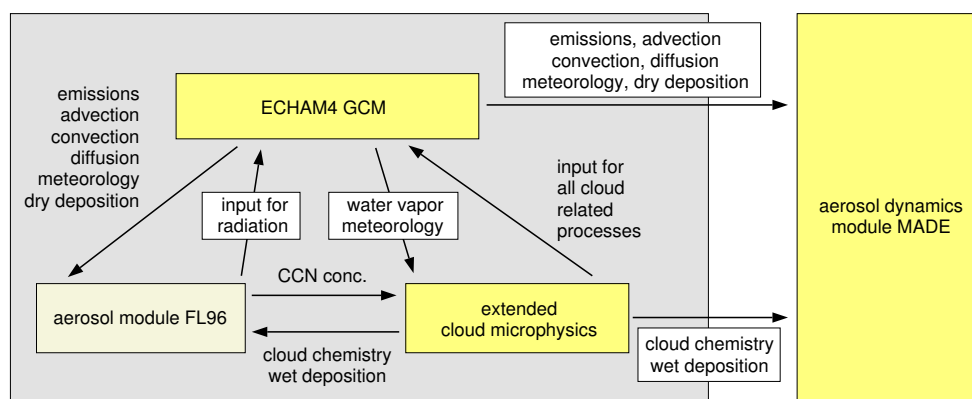 emissions, advection
convection, diffusion
meteorology, dry deposition
emissions
advection
convection
diffusion
meteorology
dry deposition
ECHAM4 GCM
input for
radiation
water vapor
meteorology
input for
all cloud
related
processes
aerosol dynamics
module MADE
CCN conc.
aerosol module FL96
extended
cloud microphysics
cloud chemistry
wet deposition
cloud chemistry
wet deposition